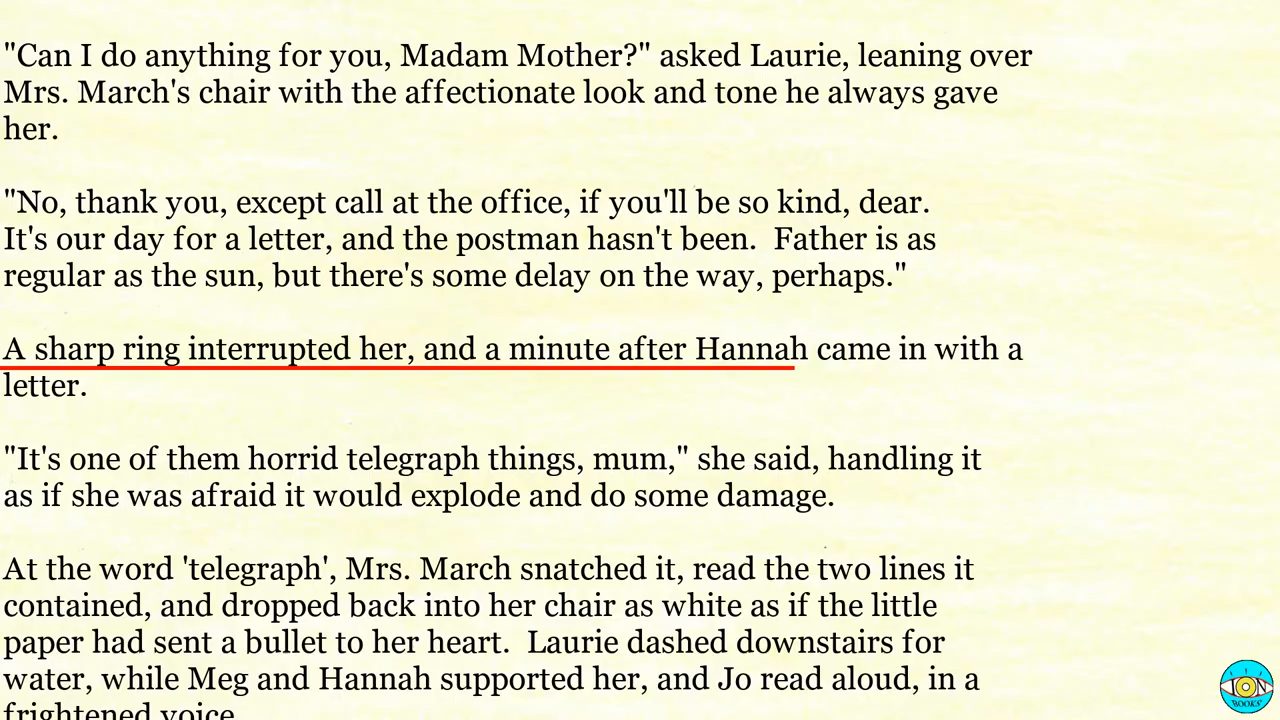 "Can I do anything for you, Madam Mother?" asked Laurie, leaning over
Mrs. March's chair with the affectionate look and tone he always gave
her.
"No, thank you, except call at the office, if you'll be so kind, dear.
It's our day for a letter, and the postman hasn't been.  Father is as
regular as the sun, but there's some delay on the way, perhaps."
A sharp ring interrupted her, and a minute after Hannah came in with a
letter.
"It's one of them horrid telegraph things, mum," she said, handling it
as if she was afraid it would explode and do some damage.
At the word 'telegraph', Mrs. March snatched it, read the two lines it
contained, and dropped back into her chair as white as if the little
paper had sent a bullet to her heart.  Laurie dashed downstairs for
water, while Meg and Hannah supported her, and Jo read aloud, in a
frightened voice
ION
BOOKS